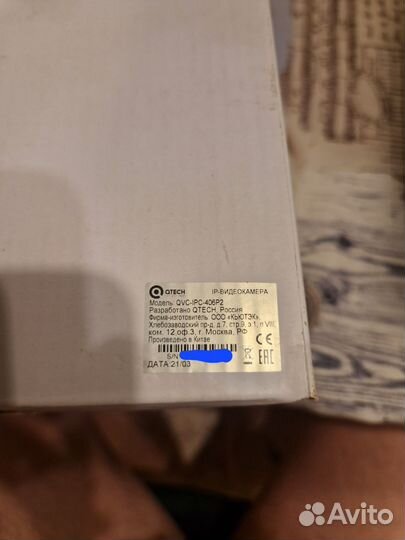 QTECH IP-ВИДЕОКАМЕРА
Модель: QVC-IPC-406P2
Разработано QTECH, Россия
Фирма-изготовитель: ООО «КЬЮТЭК»,
Хлебозаводский пр-д, д.7, стр.9, э 1, п VIII,
ком. 12 оф.3, г. Москва, РФ
Произведено в Китае
S/N
ДАТА:21/03
CE
EAC
Avito